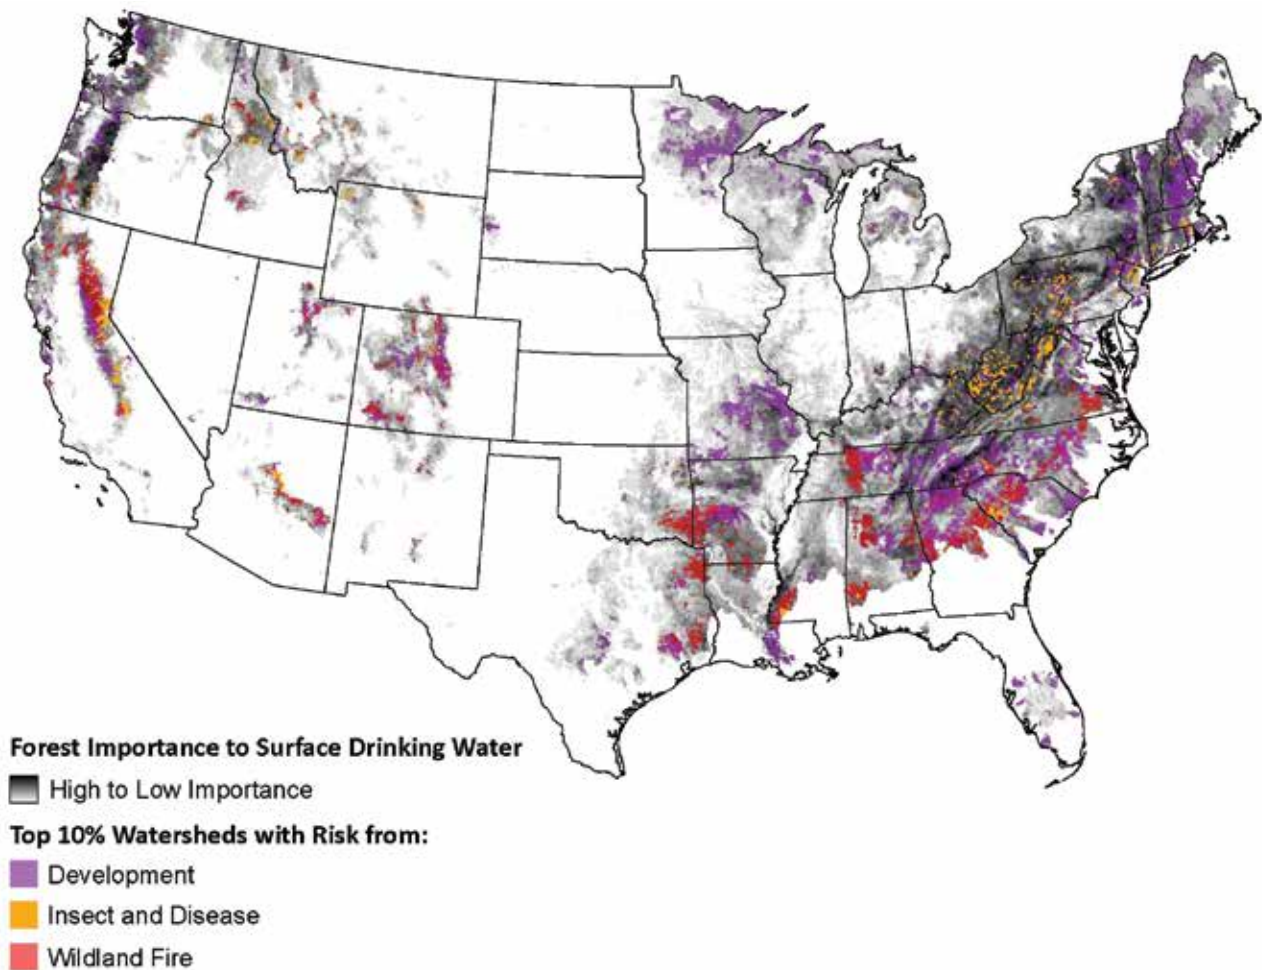 Forest Importance to Surface Drinking Water
High to Low Importance
Top 10% Watersheds with Risk from:
Development
Insect and Disease
Wildland Fire